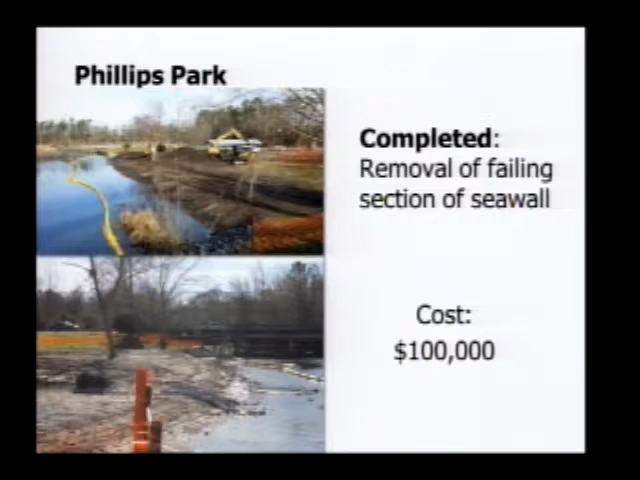 Phillips Park
Completed:
Removal of failing
section of seawall
Cost:
$100,000